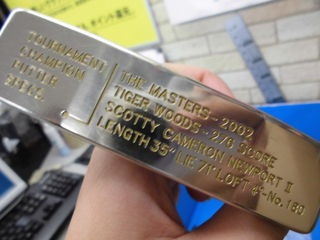 TOURNAMENT
CHAMPION
PUTTER
SPECS.
THE MASTERS - 2002
TIGER WOODS - 276 SCORE
SCOTTY CAMERON NEWPORT II
LENGTH 35" LIE 71° LOFT 4° - No. 180